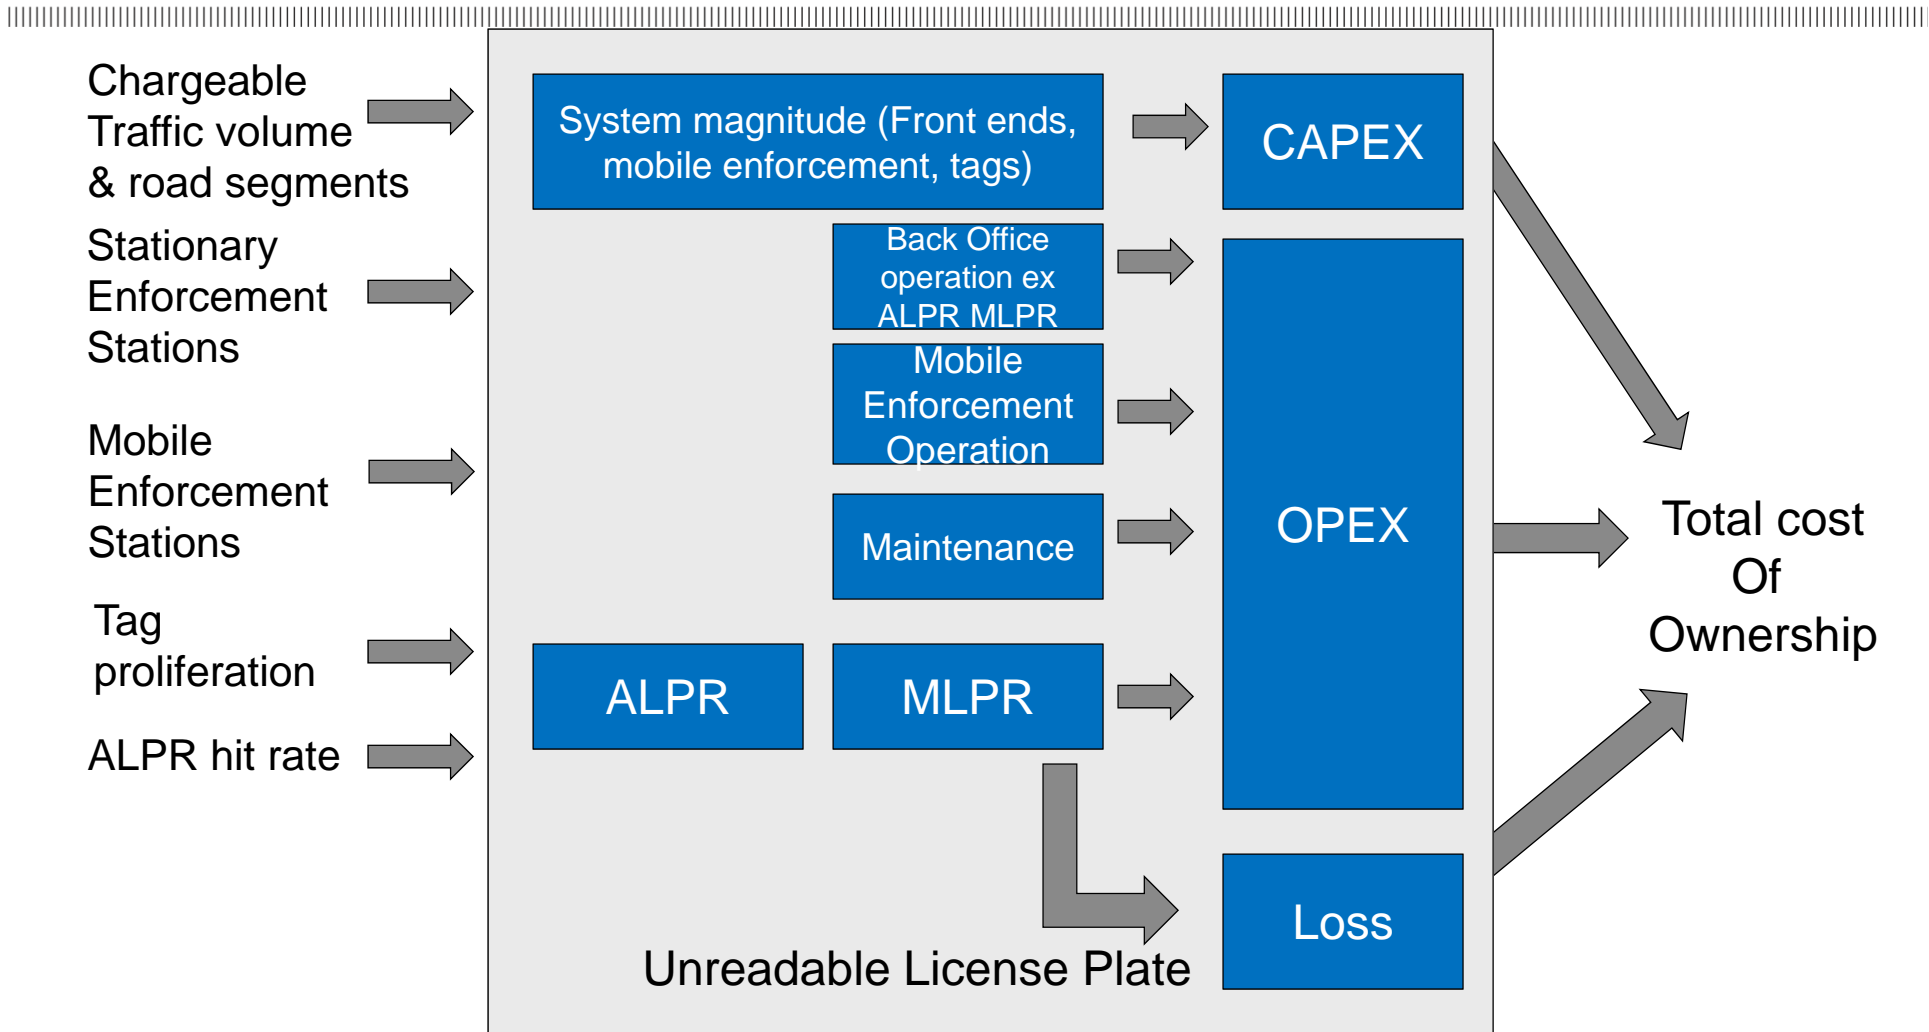 Chargeable
Traffic volume
& road segments
Stationary
Enforcement
Stations
Mobile
Enforcement
Stations
Tag
proliferation
ALPR hit rate
System magnitude (Front ends,
mobile enforcement, tags)
CAPEX
Back Office
operation ex
ALPR MLPR
Mobile
Enforcement
Operation
Maintenance
OPEX
ALPR
MLPR
Unreadable License Plate
Loss
Total cost
Of
Ownership